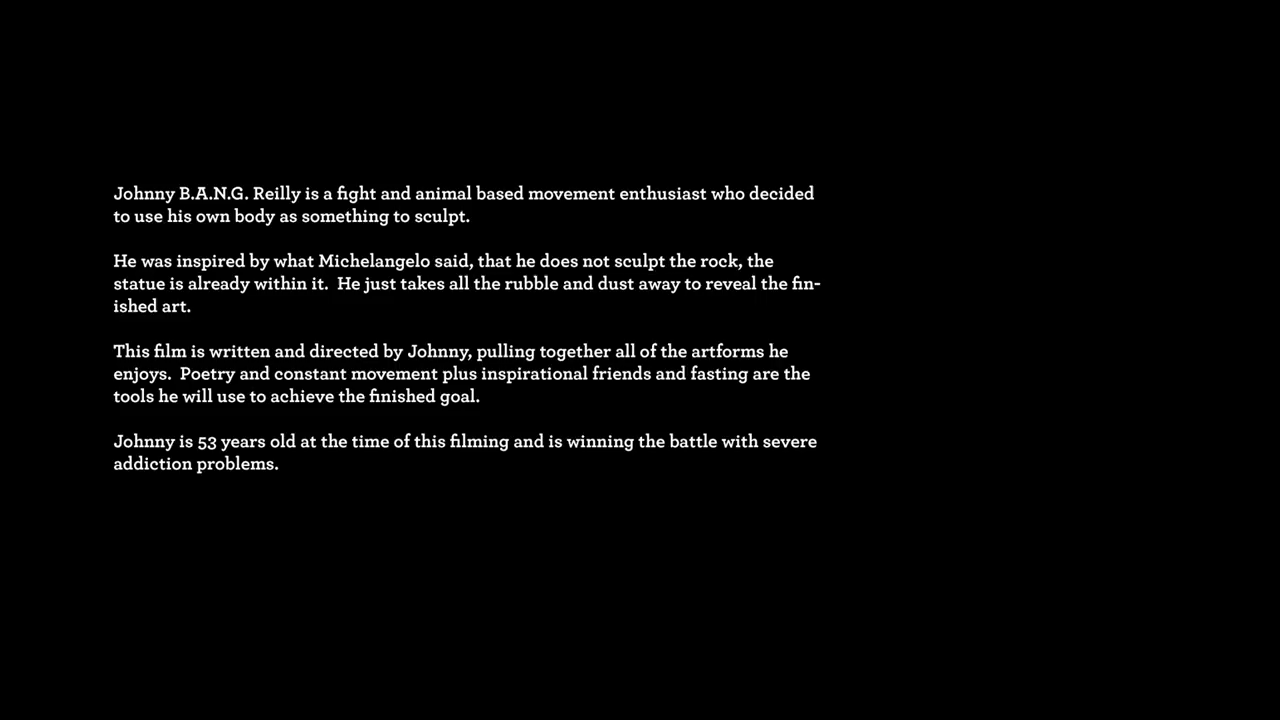 Johnny B.A.N.G. Reilly is a fight and animal based movement enthusiast who decided
to use his own body as something to sculpt.
He was inspired by what Michelangelo said, that he does not sculpt the rock, the
statue is already within it.  He just takes all the rubble and dust away to reveal the fin-
ished art.
This film is written and directed by Johnny, pulling together all of the artforms he
enjoys.  Poetry and constant movement plus inspirational friends and fasting are the
tools he will use to achieve the finished goal.
Johnny is 53 years old at the time of this filming and is winning the battle with severe
addiction problems.